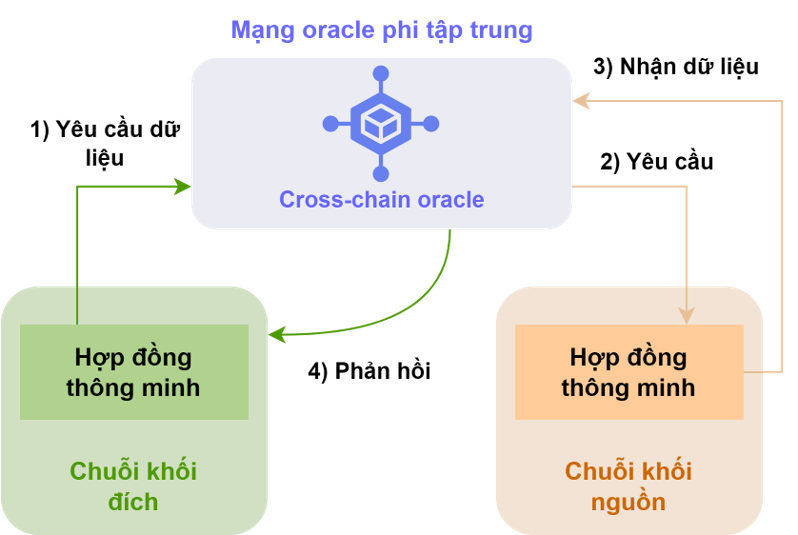 Mạng oracle phi tập trung
3) Nhận dữ liệu
1) Yêu cầu dữ
liệu
2) Yêu cầu
Cross-chain oracle
Hợp đồng
thông minh
4) Phản hồi
Hợp đồng
thông minh
Chuỗi khối
đích
Chuỗi khối
nguồn